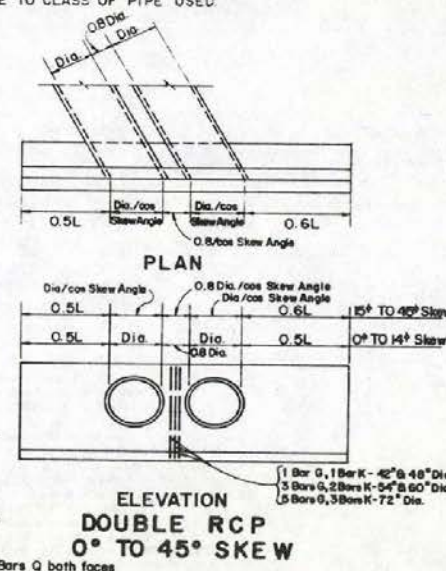 E TO CLASS OF PIPE USED
0.8 Dia.
Dia. Dia.
Dia./cos Dia./cos
Skew Angle Skew Angle
0.5L 0.6L
0.8/cos Skew Angle
PLAN
Dia/cos Skew Angle 0.8 Dia./cos Skew Angle
Dia/cos Skew Angle
0.5L 0.6L 15° TO 45° Skew
0.5L Dia. Dia. 0.5L 0° TO 14° Skew
0.8 Dia.
1 Bar G, 1 Bar K - 42" & 48" Dia
3 Bars G, 2 Bars K-54" & 60" Dia
5 Bars G, 3 Bars K-72" Dia.
ELEVATION
DOUBLE RCP
0° TO 45° SKEW
Bars Q both faces